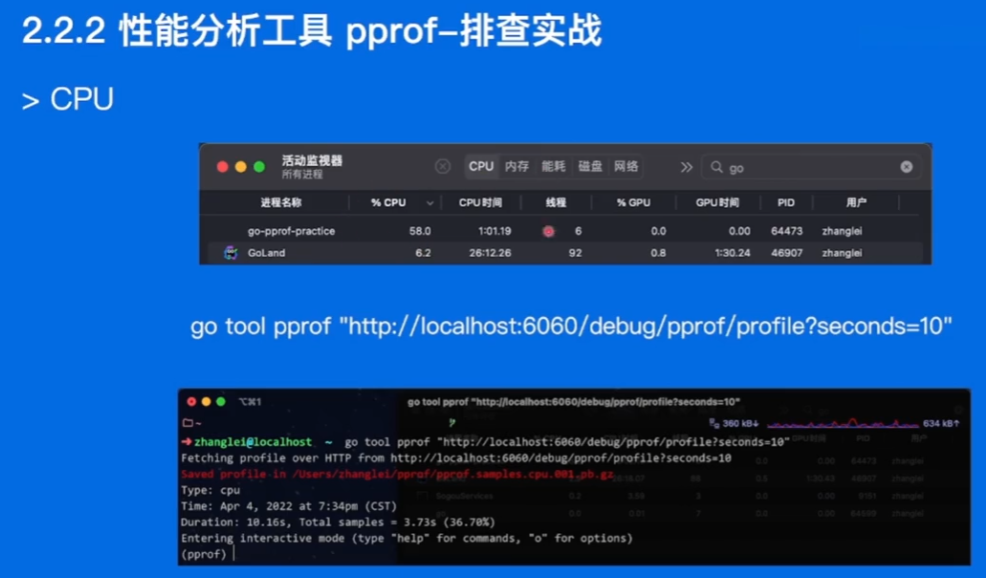 2.2.2 性能分析工具 pprof-排查实战
> CPU
活动监视器
所有进程
CPU 内存 能耗 磁盘 网络 >> go
进程名称 % CPU CPU时间 线程 % GPU GPU时间 PID 用户
go-pprof-practice 58.0 1:01.19 6 0.0 0.00 64473 zhanglei
GoLand 6.2 26:12.26 92 0.8 1:30.24 46907 zhanglei
go tool pprof "http://localhost:6060/debug/pprof/profile?seconds=10"
⌥⌘1 go tool pprof "http://localhost:6060/debug/pprof/profile?seconds=10"
~ 360 kB↓ 634 kB↑
→ zhanglei@localhost ~ go tool pprof "http://localhost:6060/debug/pprof/profile?seconds=10"
Fetching profile over HTTP from http://localhost:6060/debug/pprof/profile?seconds=10
Saved profile in /Users/zhanglei/pprof/pprof.samples.cpu.001.pb.gz
Type: cpu
Time: Apr 4, 2022 at 7:34pm (CST)
Duration: 10.16s, Total samples = 3.73s (36.70%)
Entering interactive mode (type "help" for commands, "o" for options)
(pprof)